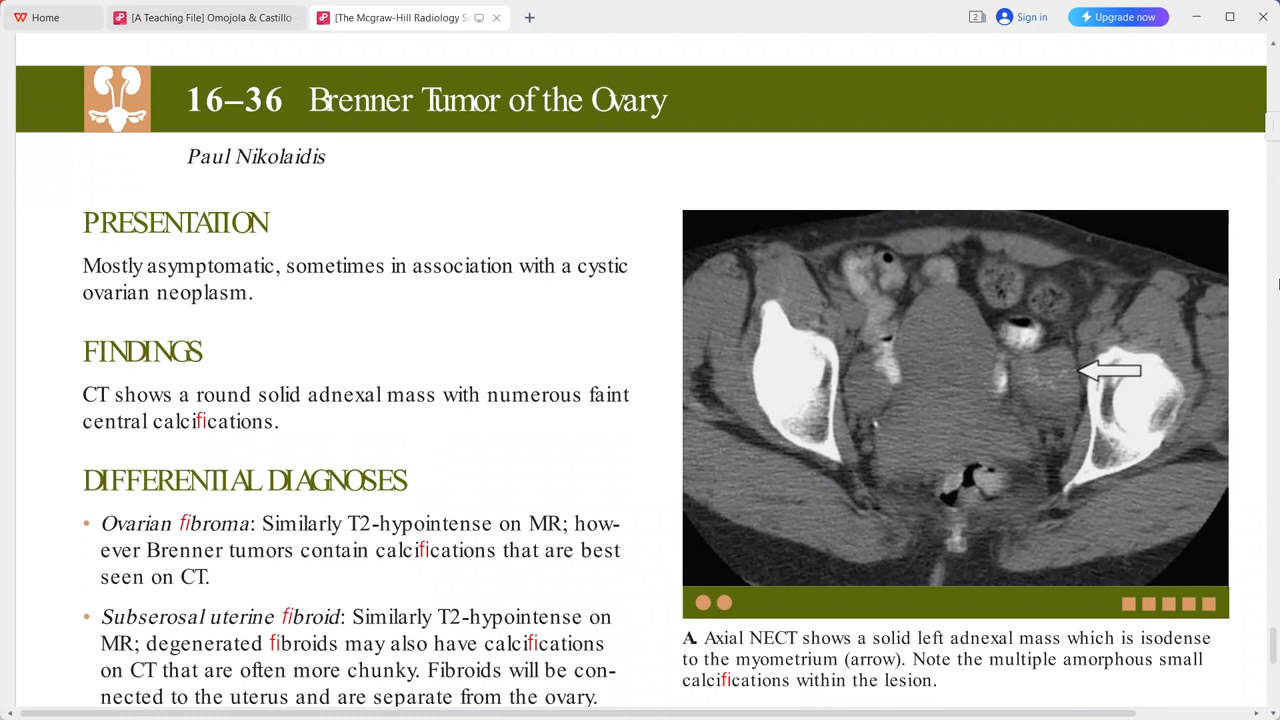 Home
[A Teaching File] Omojola & Castillo
[The Mcgraw-Hill Radiology Se
2
Sign in
Upgrade now
16–36 Brenner Tumor of the Ovary
Paul Nikolaidis
PRESENTATION
Mostly asymptomatic, sometimes in association with a cystic
ovarian neoplasm.
FINDINGS
CT shows a round solid adnexal mass with numerous faint
central calcifications.
DIFFERENTIAL DIAGNOSES
• Ovarian fibroma: Similarly T2-hypointense on MR; how-
ever Brenner tumors contain calcifications that are best
seen on CT.
• Subserosal uterine fibroid: Similarly T2-hypointense on
MR; degenerated fibroids may also have calcifications
on CT that are often more chunky. Fibroids will be con-
nected to the uterus and are separate from the ovary.
A. Axial NECT shows a solid left adnexal mass which is isodense
to the myometrium (arrow). Note the multiple amorphous small
calcifications within the lesion.